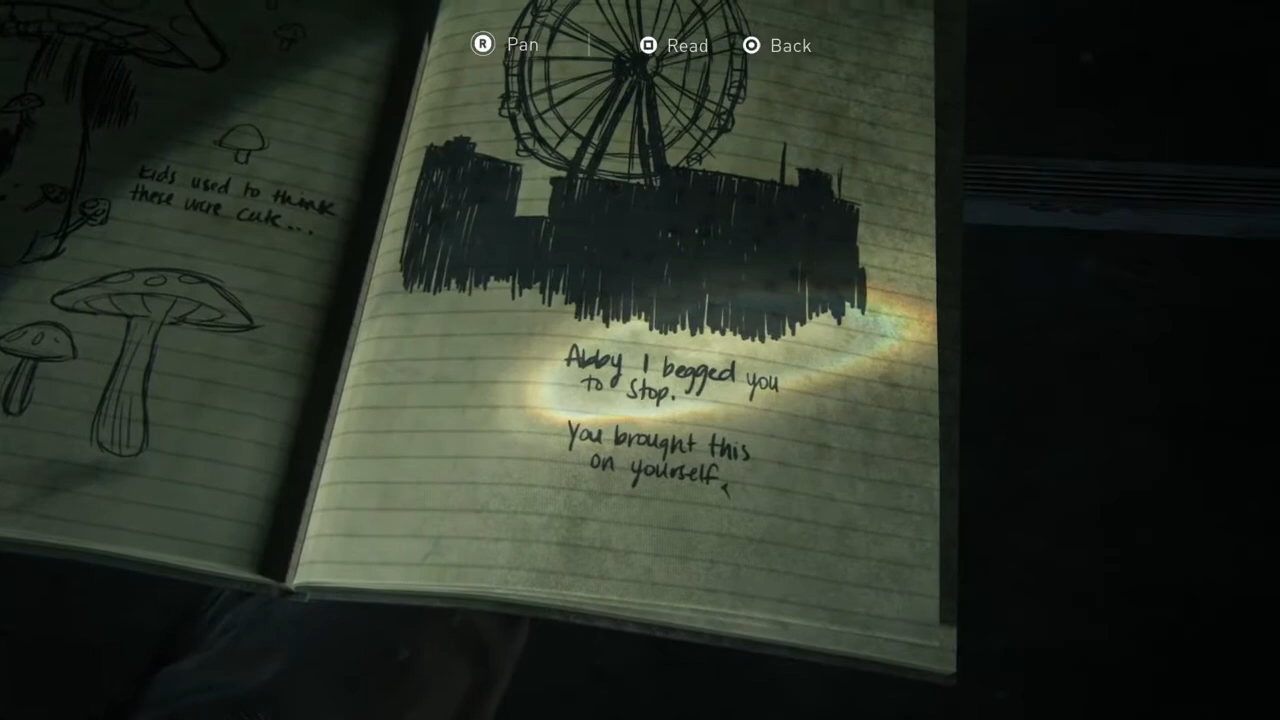 Pan
Read
Back
Kids used to think
these were cute...
Abby I begged you
to stop.
You brought this
on yourself.